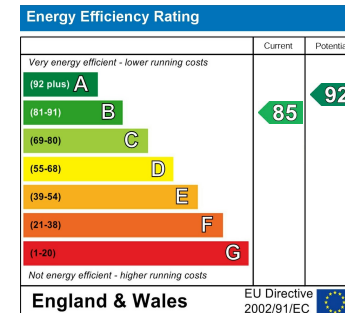 Energy Efficiency Rating
Current
Potentia
Very energy efficient - lower running costs
(92 plus) A
(81-91) B
(69-80) C
(55-68) D
(39-54) E
(21-38) F
(1-20) G
85
92
Not energy efficient - higher running costs
England & Wales
EU Directive
2002/91/EC